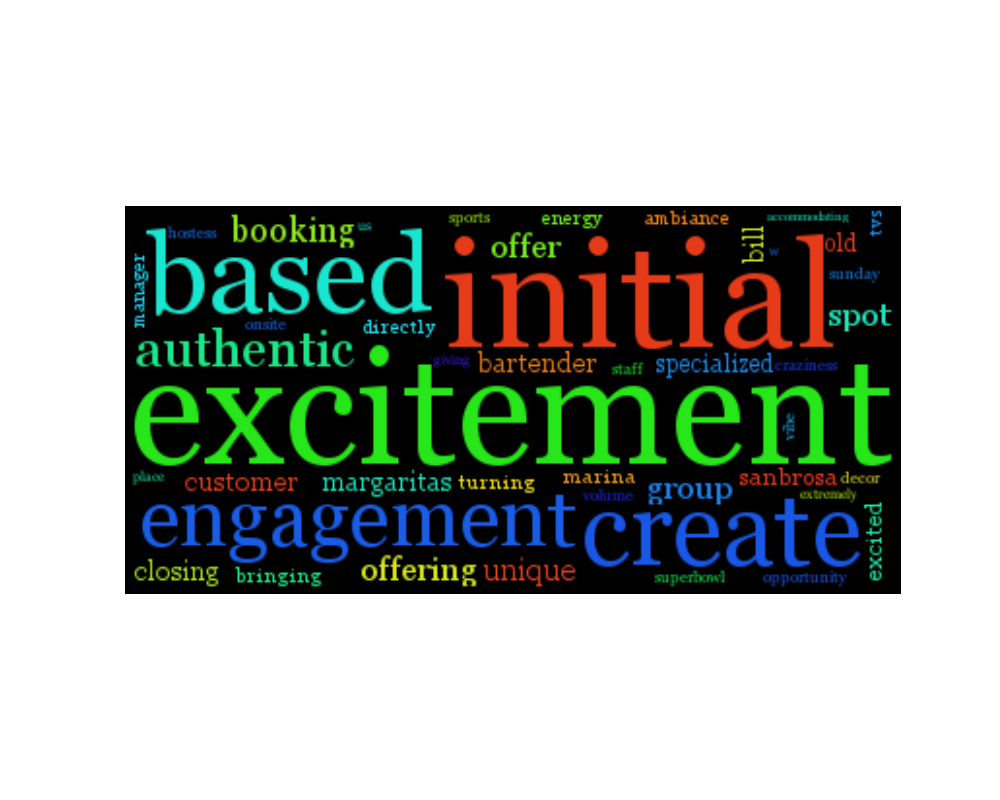 sports energy ambiance accommodating tvs
hostess booking us offer bill w old
manager based initial sunday
onsite directly spot
authentic giving bartender staff specialized craziness
excitement vibe
place customer margaritas turning marina volume group sanbrosa decor extremely
engagement create excited
closing bringing offering unique superbowl opportunity